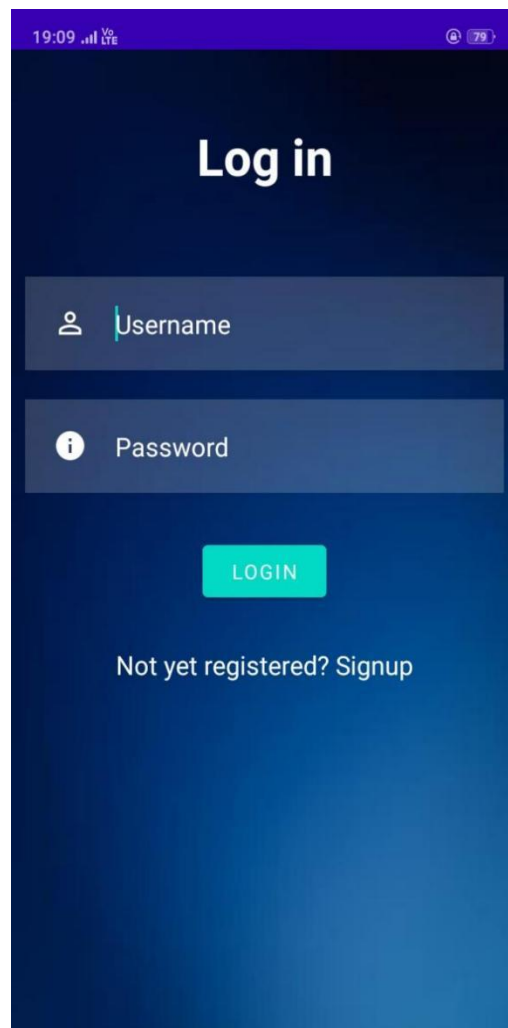 19:09 Vo LTE 79
Log in
Username
Password
LOGIN
Not yet registered? Signup